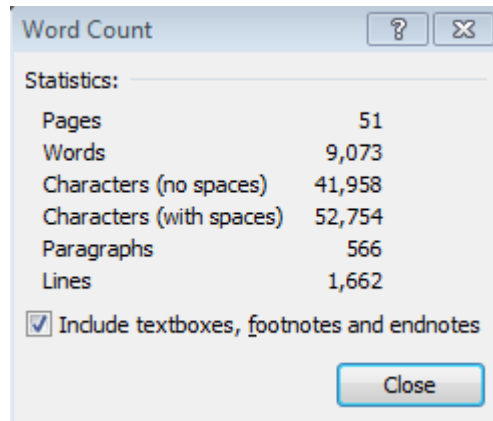 Word Count
?
Statistics:
Pages 51
Words 9,073
Characters (no spaces) 41,958
Characters (with spaces) 52,754
Paragraphs 566
Lines 1,662
Include textboxes, footnotes and endnotes
Close